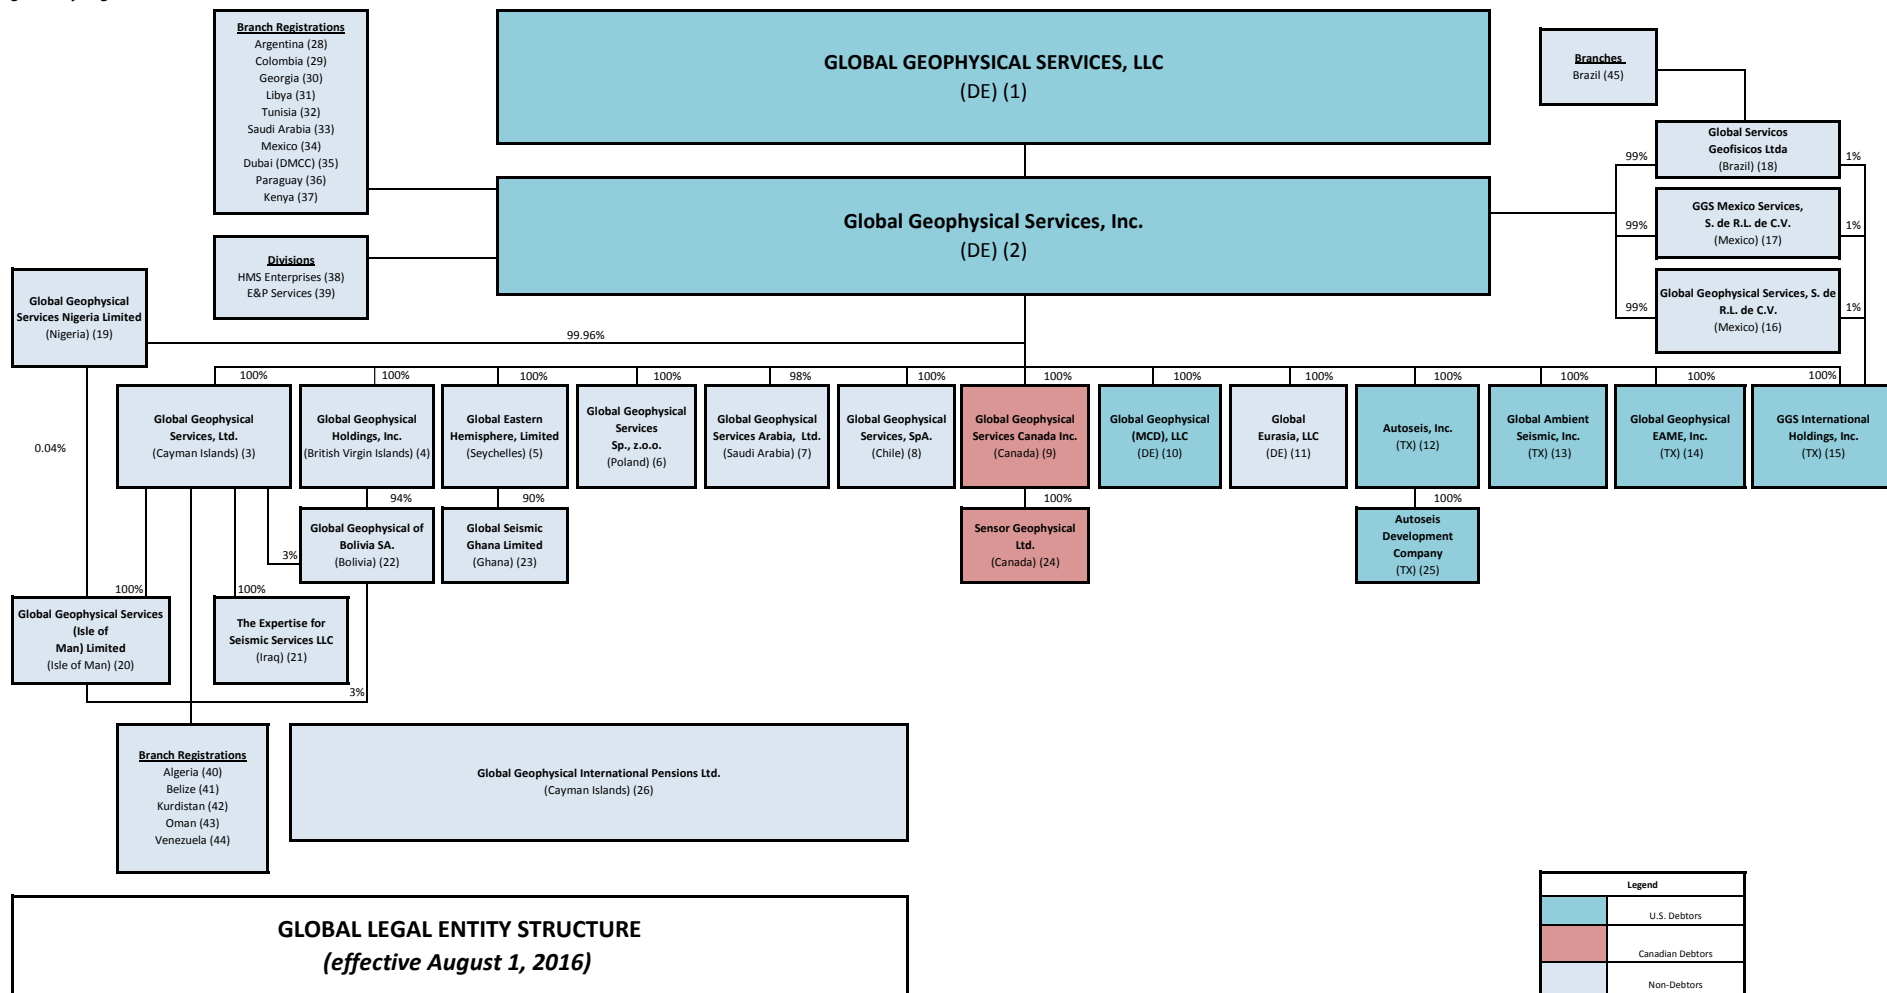 Branch Registrations
Argentina (28)
Colombia (29)
Georgia (30)
Libya (31)
Tunisia (32)
Saudi Arabia (33)
Mexico (34)
Dubai (DMCC) (35)
Paraguay (36)
Kenya (37)
GLOBAL GEOPHYSICAL SERVICES, LLC
(DE) (1)
Branches
Brazil (45)
Global Geophysical Services, Inc.
(DE) (2)
99%
Global Servicos
Geofisicos Ltda
(Brazil) (18)
1%
99%
GGS Mexico Services,
S. de R.L. de C.V.
(Mexico) (17)
1%
99%
Global Geophysical Services, S. de
R.L. de C.V.
(Mexico) (16)
1%
Divisions
HMS Enterprises (38)
E&P Services (39)
Global Geophysical
Services Nigeria Limited
(Nigeria) (19)
99.96%
0.04%
100%
Global Geophysical
Services, Ltd.
(Cayman Islands) (3)
100%
Global Geophysical
Holdings, Inc.
(British Virgin Islands) (4)
100%
Global Eastern
Hemisphere, Limited
(Seychelles) (5)
100%
Global Geophysical
Services
Sp., z.o.o.
(Poland) (6)
98%
Global Geophysical
Services Arabia, Ltd.
(Saudi Arabia) (7)
100%
Global Geophysical
Services, SpA.
(Chile) (8)
100%
Global Geophysical
Services Canada Inc.
(Canada) (9)
100%
Global Geophysical
(MCD), LLC
(DE) (10)
100%
Global
Eurasia, LLC
(DE) (11)
100%
Autoseis, Inc.
(TX) (12)
100%
Global Ambient
Seismic, Inc.
(TX) (13)
100%
Global Geophysical
EAME, Inc.
(TX) (14)
100%
GGS International
Holdings, Inc.
(TX) (15)
94%
3%
Global Geophysical of
Bolivia SA.
(Bolivia) (22)
90%
Global Seismic
Ghana Limited
(Ghana) (23)
100%
Sensor Geophysical
Ltd.
(Canada) (24)
100%
Autoseis
Development
Company
(TX) (25)
100%
Global Geophysical Services
(Isle of
Man) Limited
(Isle of Man) (20)
100%
The Expertise for
Seismic Services LLC
(Iraq) (21)
3%
Branch Registrations
Algeria (40)
Belize (41)
Kurdistan (42)
Oman (43)
Venezuela (44)
Global Geophysical International Pensions Ltd.
(Cayman Islands) (26)
GLOBAL LEGAL ENTITY STRUCTURE
(effective August 1, 2016)
Legend
U.S. Debtors
Canadian Debtors
Non-Debtors